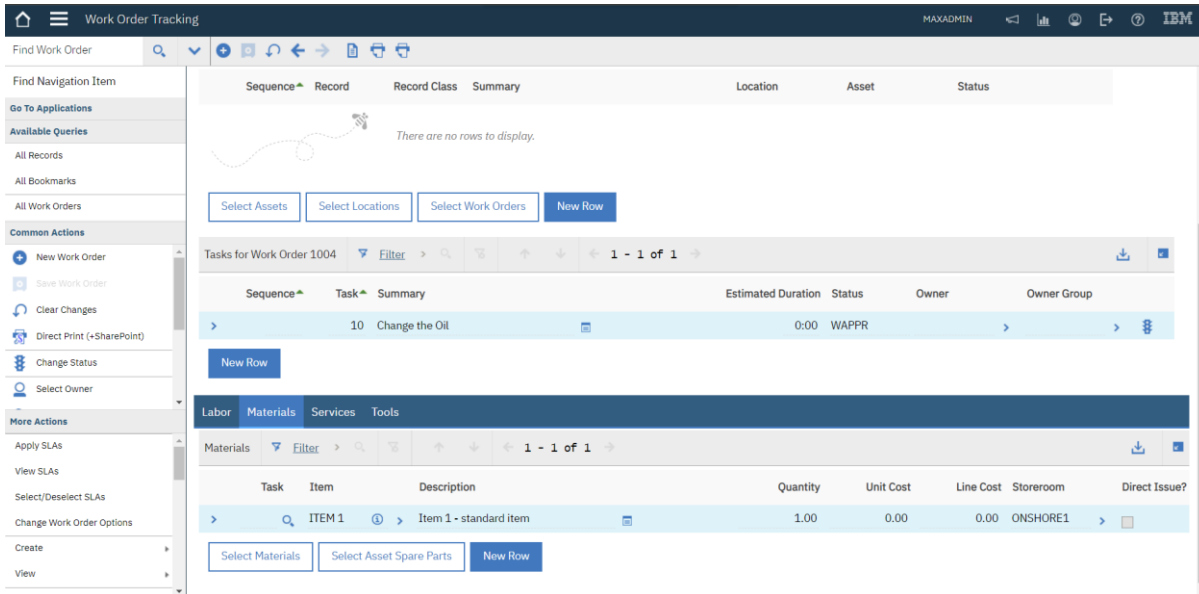 Work Order Tracking MAXADMIN IBM
Find Work Order
Find Navigation Item
Go To Applications
Available Queries
All Records
All Bookmarks
All Work Orders
Common Actions
New Work Order
Save Work Order
Clear Changes
Direct Print (+SharePoint)
Change Status
Select Owner
More Actions
Apply SLAs
View SLAs
Select/Deselect SLAs
Change Work Order Options
Create
View
Sequence Record Record Class Summary Location Asset Status
There are no rows to display.
Select Assets Select Locations Select Work Orders New Row
Tasks for Work Order 1004 Filter 1 - 1 of 1
Sequence Task Summary Estimated Duration Status Owner Owner Group
10 Change the Oil 0:00 WAPPR
New Row
Labor Materials Services Tools
Materials Filter 1 - 1 of 1
Task Item Description Quantity Unit Cost Line Cost Storeroom Direct Issue?
ITEM 1 Item 1 - standard item 1.00 0.00 0.00 ONSHORE1
Select Materials Select Asset Spare Parts New Row